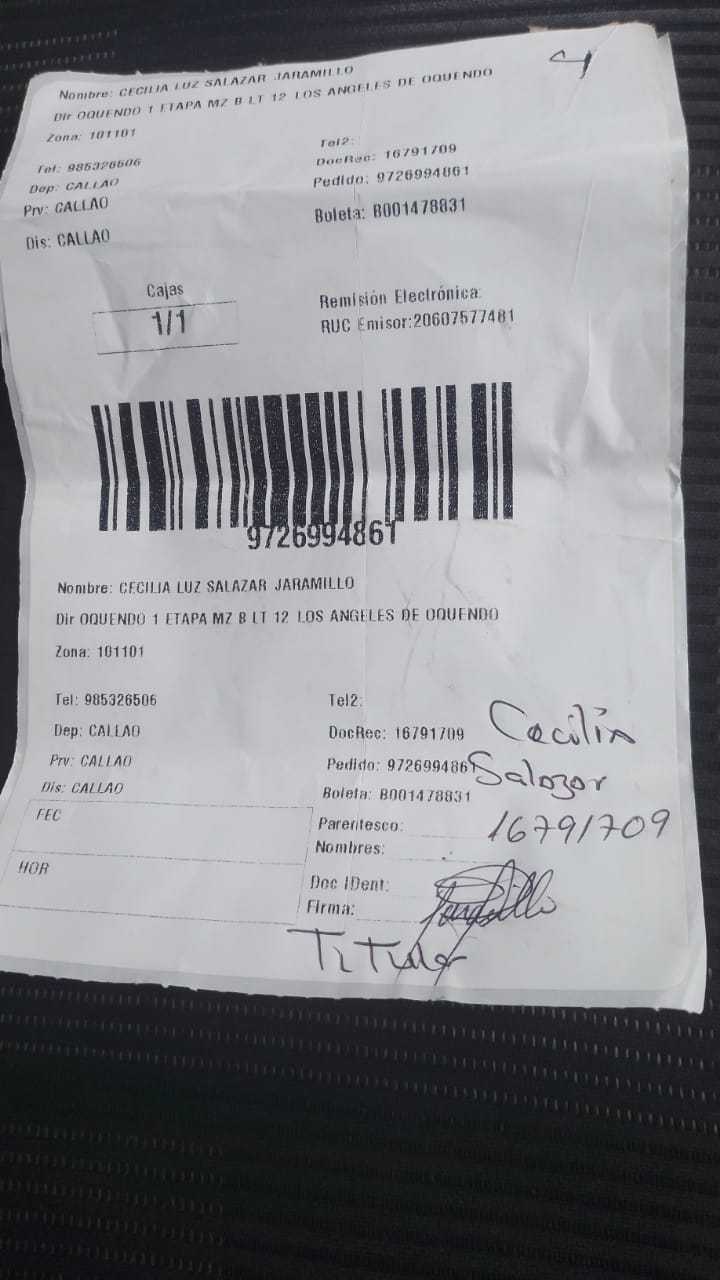 Nombre: CECILIA LUZ SALAZAR JARAMILLO
Dir OQUENDO 1 ETAPA MZ B LT 12 LOS ANGELES DE OQUENDO
Zona: 101101
Tel: 985326506 Tel2:
Dep: CALLAO DocRec: 16791709
Prv: CALLAO Pedido: 9726994861
Dis: CALLAO Boleta: B001478831
Cajas Remisión Electrónica:
1/1 RUC Emisor:20607577481
9726994861
Nombre: CECILIA LUZ SALAZAR JARAMILLO
Dir OQUENDO 1 ETAPA MZ B LT 12 LOS ANGELES DE OQUENDO
Zona: 101101
Tel: 985326506 Tel2:
Dep: CALLAO DocRec: 16791709 Cecilia
Prv: CALLAO Pedido: 9726994861 Salazar
Dis: CALLAO Boleta: B001478831
FEC Parentesco: 16791709
Nombres:
HOR Doc IDent:
Firma:
Titular